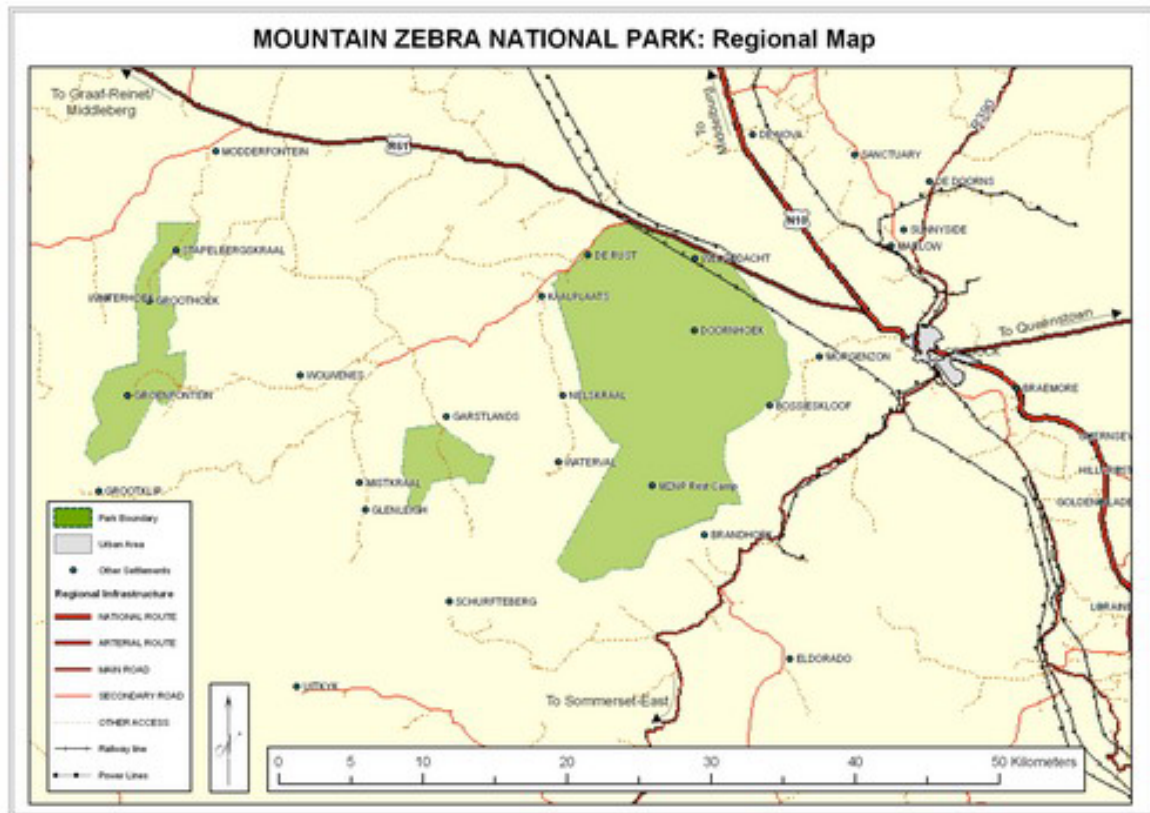 MOUNTAIN ZEBRA NATIONAL PARK: Regional Map
To Graaf-Reinet/
Middleberg
R61
To
Middelburg
N10
R390
DE NOVA
SANCTUARY
DE DOORNS
SUNNYSIDE
MARLOW
MODDERFONTEIN
STAPELBERGSKRAAL
GROOTHOEK
GROENFONTEIN
GROOTKLIP
DE RUST
KAALPLAATS
DOORNHOEK
WOUVENES
GARSTLANDS
NELSKRAAL
WATERVAL
MISTKRAAL
GLENLEIGH
MORGENZON
BOSSIESKLOOF
To Queenstown
BRAEMORE
MZNP Rest Camp
BRANDHOEK
SCHURFTEBERG
ELDORADO
UITKYK
To Sommerset-East
Park Boundary
Urban Area
Other Settlements
Regional Infrastructure
NATIONAL ROUTE
ARTERIAL ROUTE
MAIN ROAD
SECONDARY ROAD
OTHER ACCESS
Railway line
Power Lines
0 5 10 20 30 40 50 Kilometers